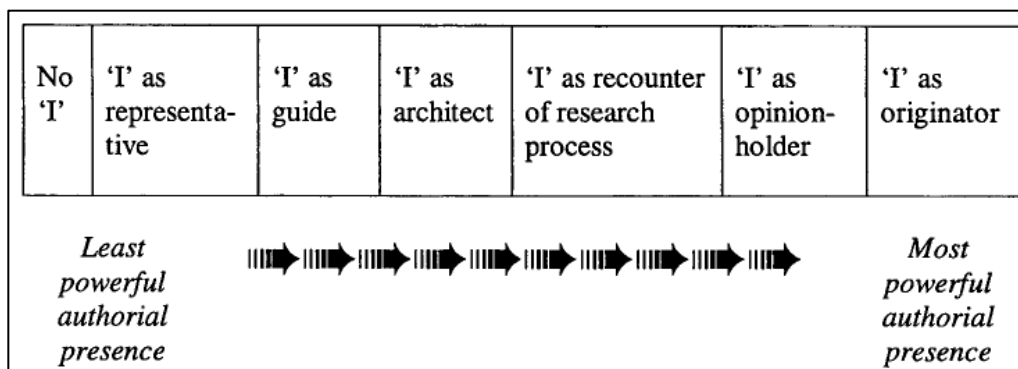 No
'I'
'I' as
representa-
tive
'I' as
guide
'I' as
architect
'I' as recounter
of research
process
'I' as
opinion-
holder
'I' as
originator
Least
powerful
authorial
presence
Most
powerful
authorial
presence